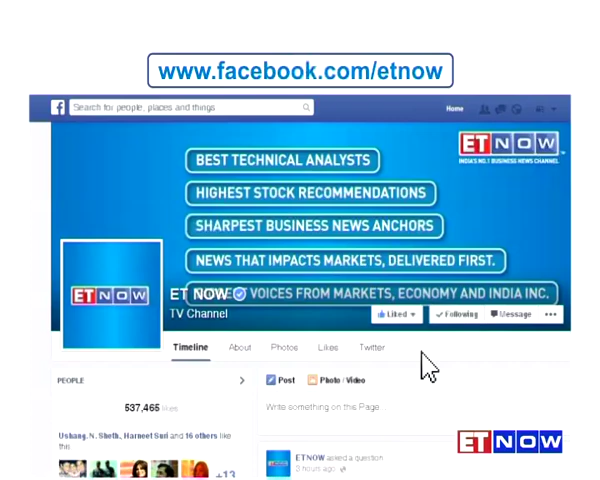 www.facebook.com/etnow
Search for people, places and things
Home
ET NOW
INDIA'S NO.1 BUSINESS NEWS CHANNEL
BEST TECHNICAL ANALYSTS
HIGHEST STOCK RECOMMENDATIONS
SHARPEST BUSINESS NEWS ANCHORS
NEWS THAT IMPACTS MARKETS, DELIVERED FIRST.
VOICES FROM MARKETS, ECONOMY AND INDIA INC.
ET NOW
ET NOW
TV Channel
Liked
Following
Message
Timeline About Photos Likes Twitter
PEOPLE
537,465 likes
Ushang. N. Sheth, Harneet Suri and 16 others like
this
+13
Post Photo / Video
Write something on this Page
ETNOW asked a question
2 hours ago
ET NOW